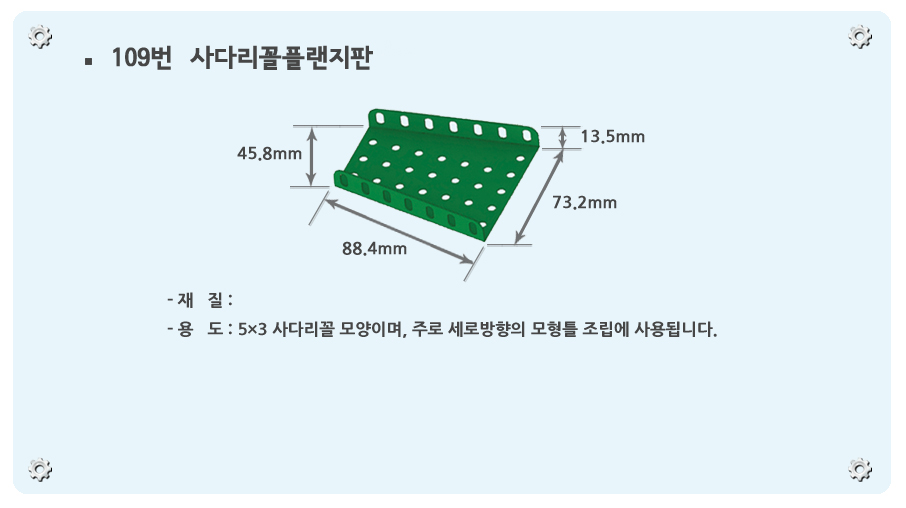 ▪ 109번 사다리꼴플랜지판
13.5mm
45.8mm
73.2mm
88.4mm
- 재 질 :
- 용 도 : 5×3 사다리꼴 모양이며, 주로 세로방향의 모형틀 조립에 사용됩니다.